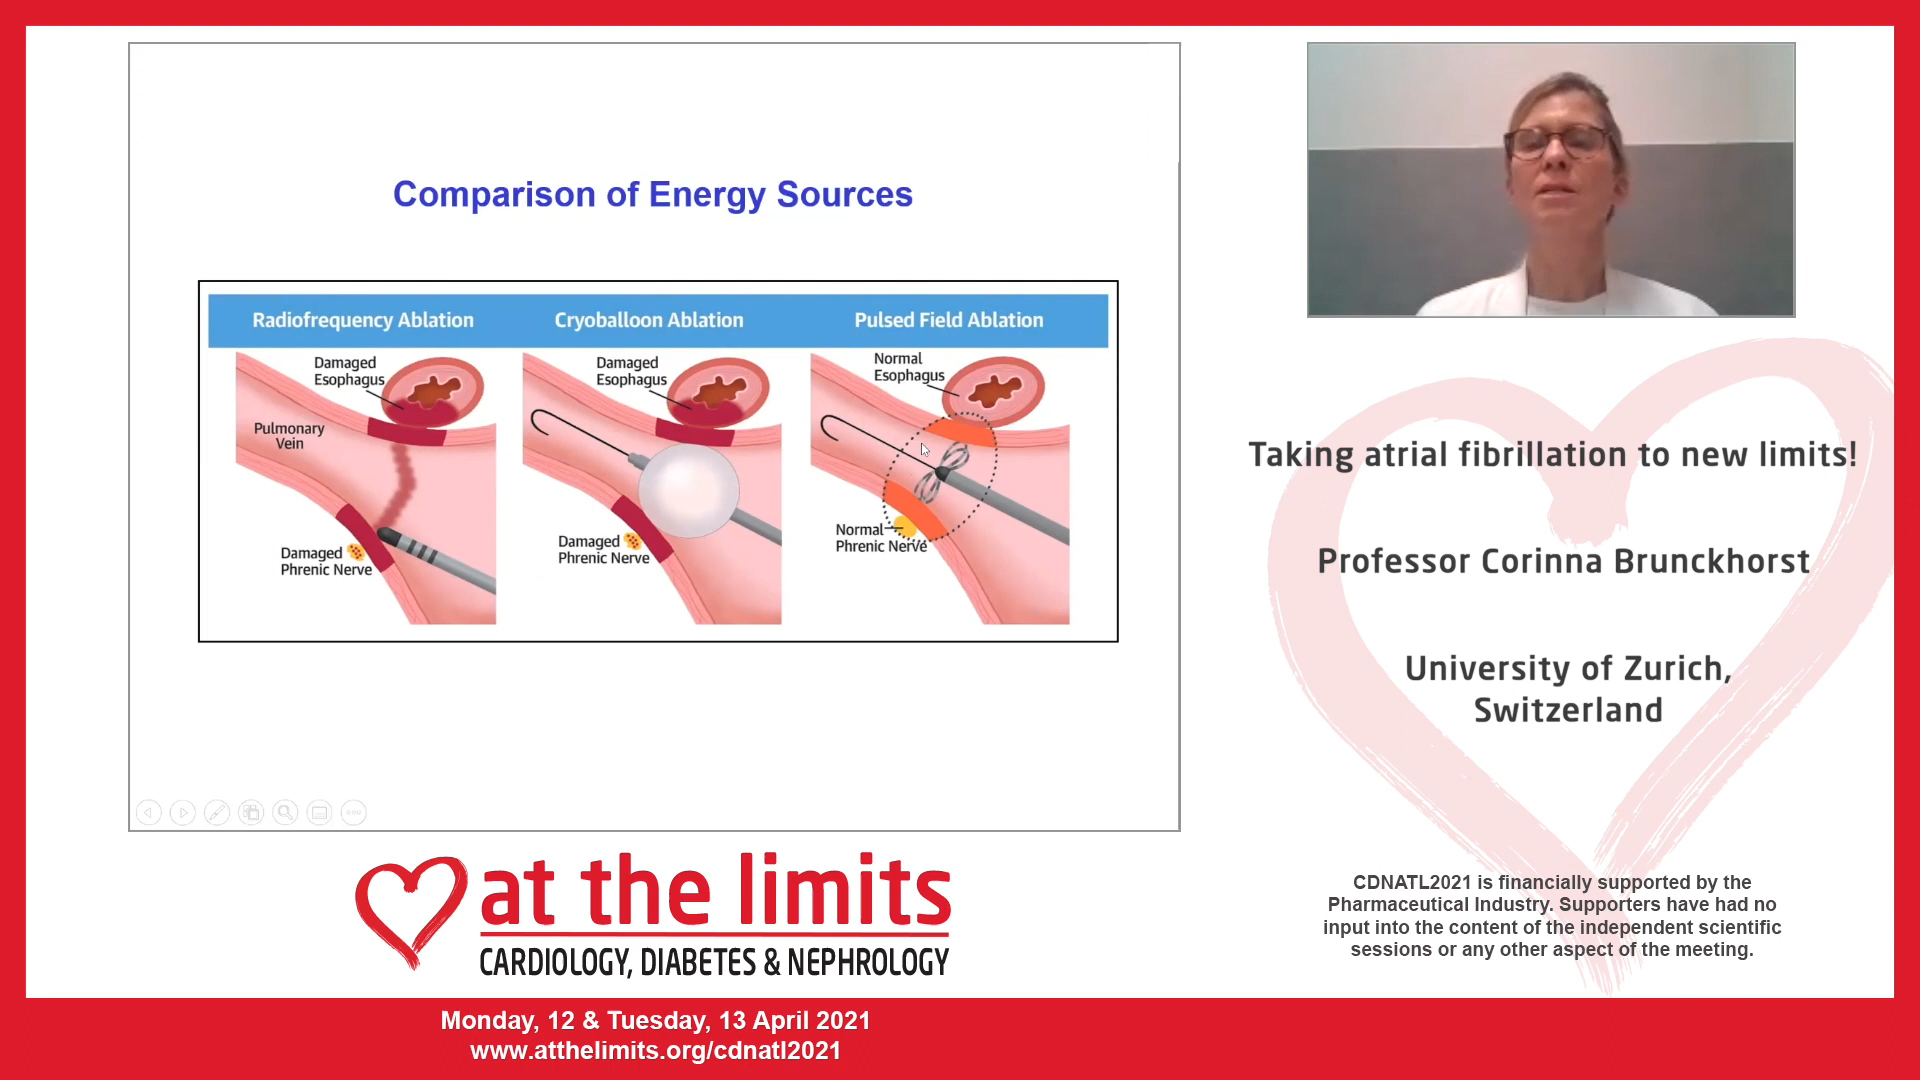 Comparison of Energy Sources
Radiofrequency Ablation
Cryoballoon Ablation
Pulsed Field Ablation
Damaged
Esophagus
Pulmonary
Vein
Damaged
Phrenic Nerve
Damaged
Esophagus
Damaged
Phrenic Nerve
Normal
Esophagus
Normal
Phrenic Nerve
Taking atrial fibrillation to new limits!
Professor Corinna Brunckhorst
University of Zurich,
Switzerland
CDNATL2021 is financially supported by the
Pharmaceutical Industry. Supporters have had no
input into the content of the independent scientific
sessions or any other aspect of the meeting.
at the limits
CARDIOLOGY, DIABETES & NEPHROLOGY
Monday, 12 & Tuesday, 13 April 2021
www.atthelimits.org/cdnatl2021